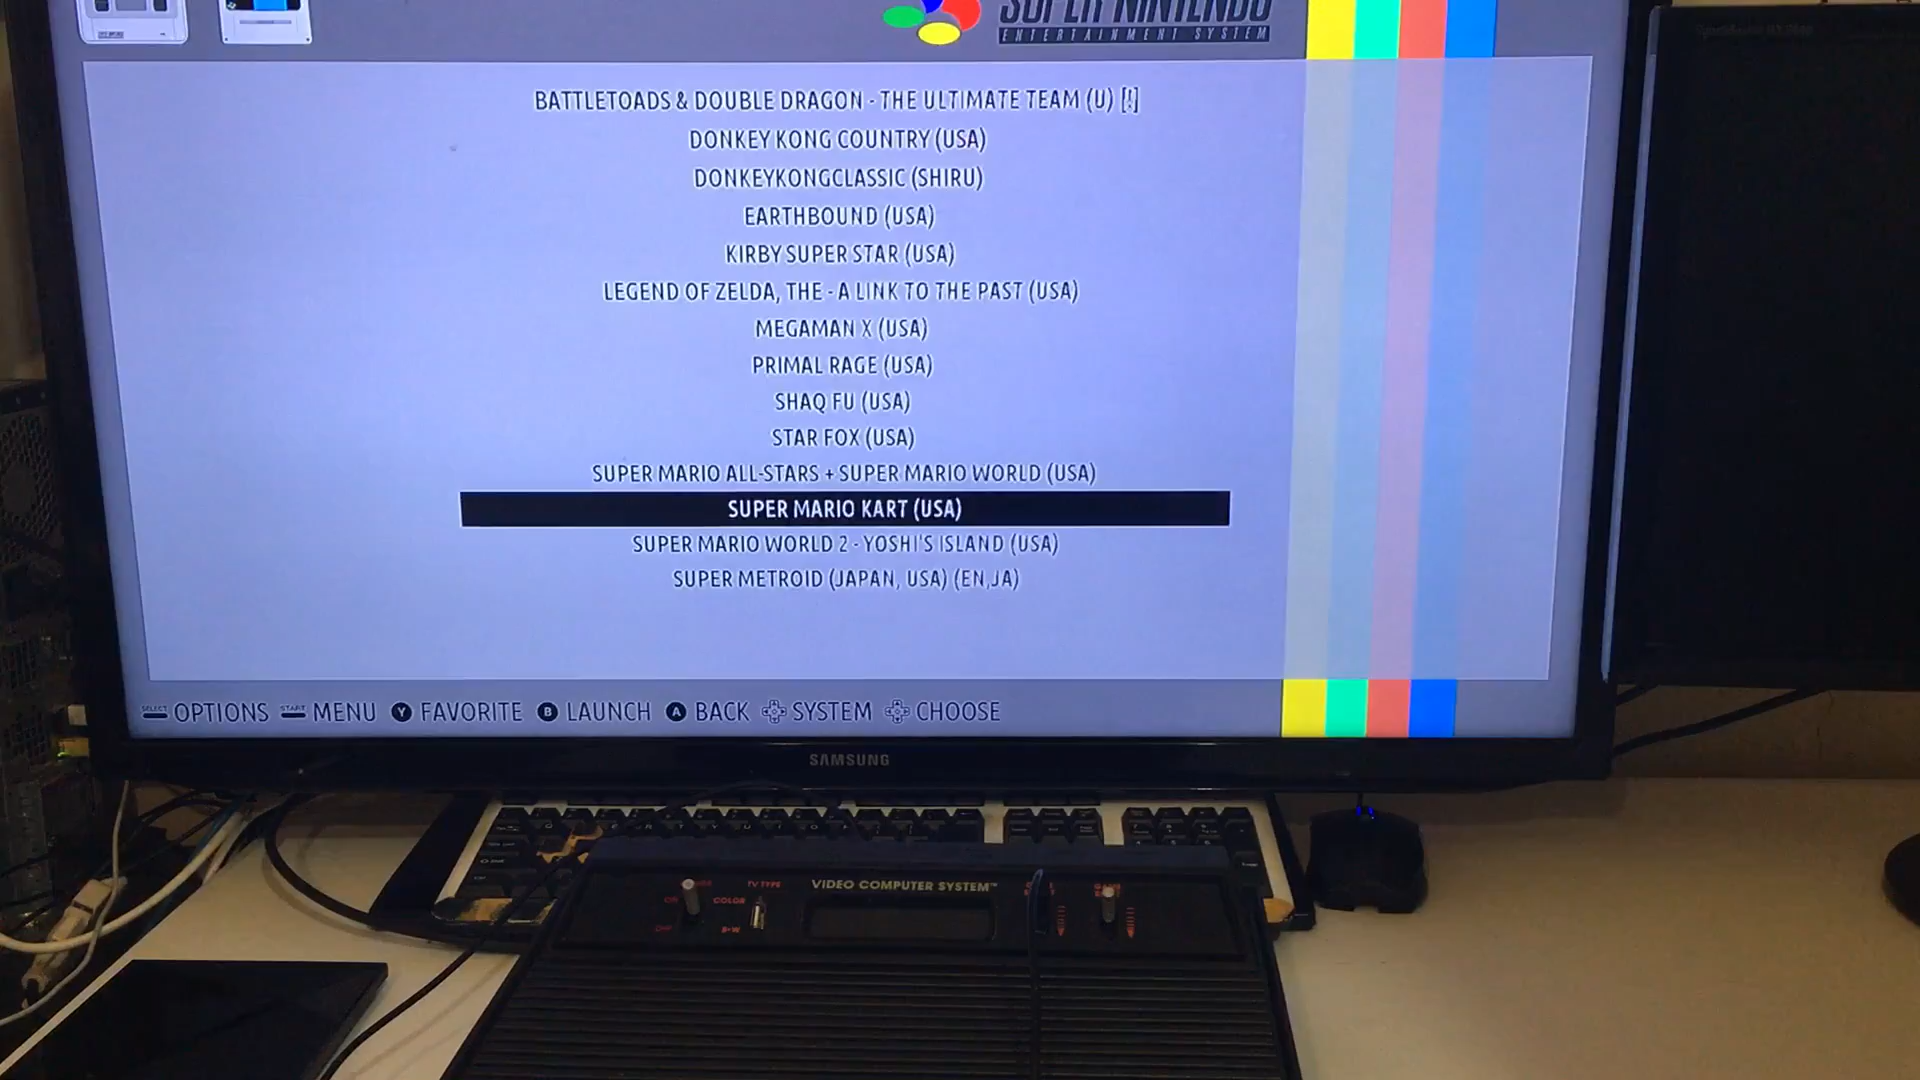 SUPER NINTENDO
ENTERTAINMENT SYSTEM
BATTLETOADS & DOUBLE DRAGON - THE ULTIMATE TEAM (U) [!]
DONKEY KONG COUNTRY (USA)
DONKEYKONGCLASSIC (SHIRU)
EARTHBOUND (USA)
KIRBY SUPER STAR (USA)
LEGEND OF ZELDA, THE - A LINK TO THE PAST (USA)
MEGAMAN X (USA)
PRIMAL RAGE (USA)
SHAQ FU (USA)
STAR FOX (USA)
SUPER MARIO ALL-STARS + SUPER MARIO WORLD (USA)
SUPER MARIO KART (USA)
SUPER MARIO WORLD 2 - YOSHI'S ISLAND (USA)
SUPER METROID (JAPAN, USA) (EN,JA)
SELECT OPTIONS START MENU Y FAVORITE B LAUNCH A BACK SYSTEM CHOOSE
SAMSUNG
TV TYPE VIDEO COMPUTER SYSTEM™
COLOR
B•W